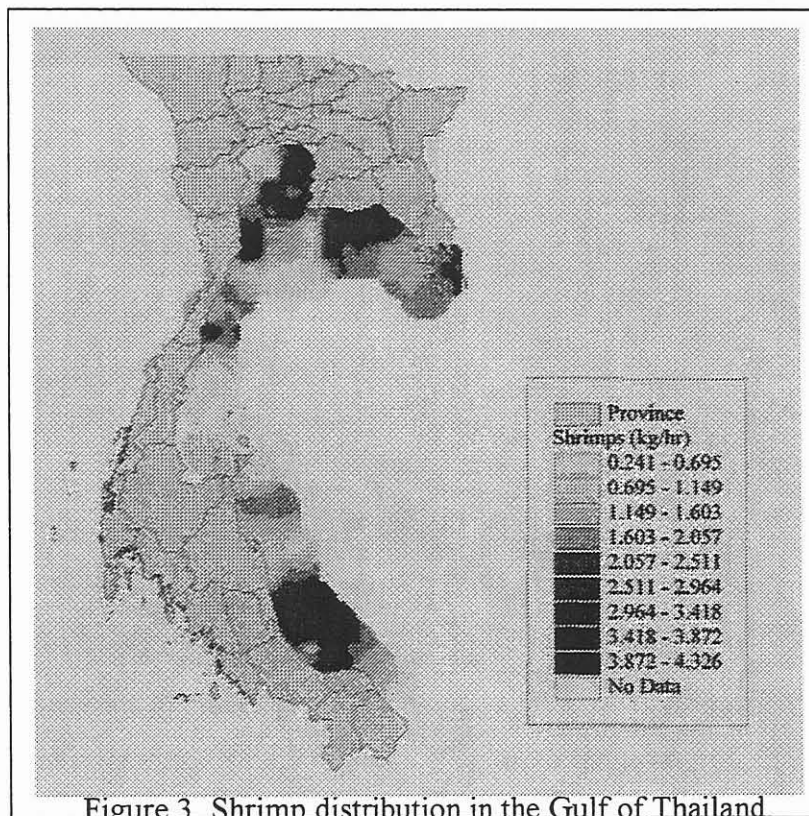 Province
Shrimps (kg/hr)
0.241 - 0.695
0.695 - 1.149
1.149 - 1.603
1.603 - 2.057
2.057 - 2.511
2.511 - 2.964
2.964 - 3.418
3.418 - 3.872
3.872 - 4.326
No Data
Figure 3. Shrimp distribution in the Gulf of Thailand.